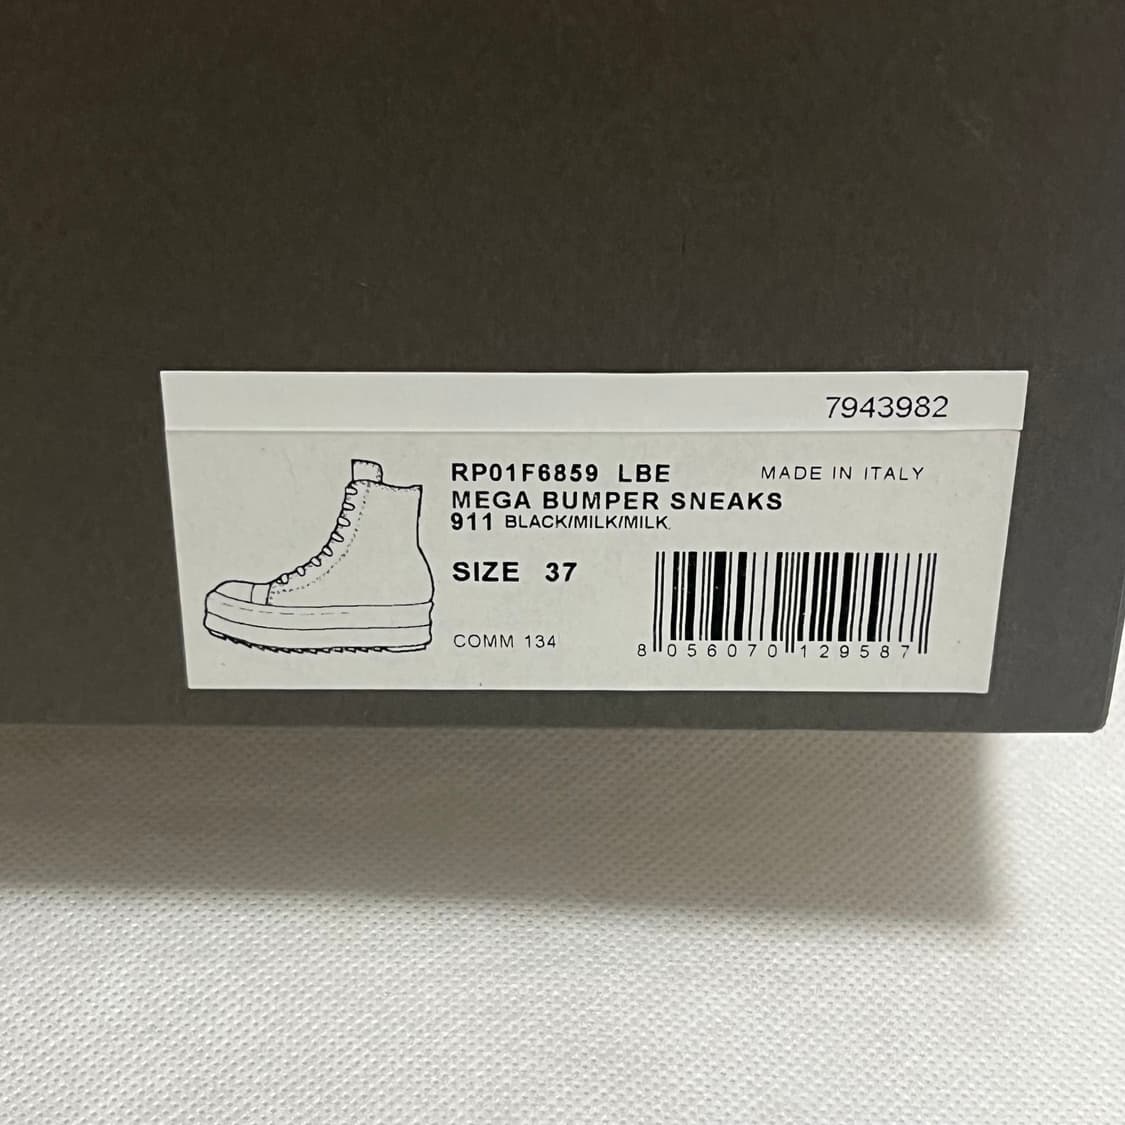 7943982
RP01F6859 LBE MADE IN ITALY
MEGA BUMPER SNEAKS
911 BLACK/MILK/MILK.
SIZE 37
COMM 134
8 056070 129587